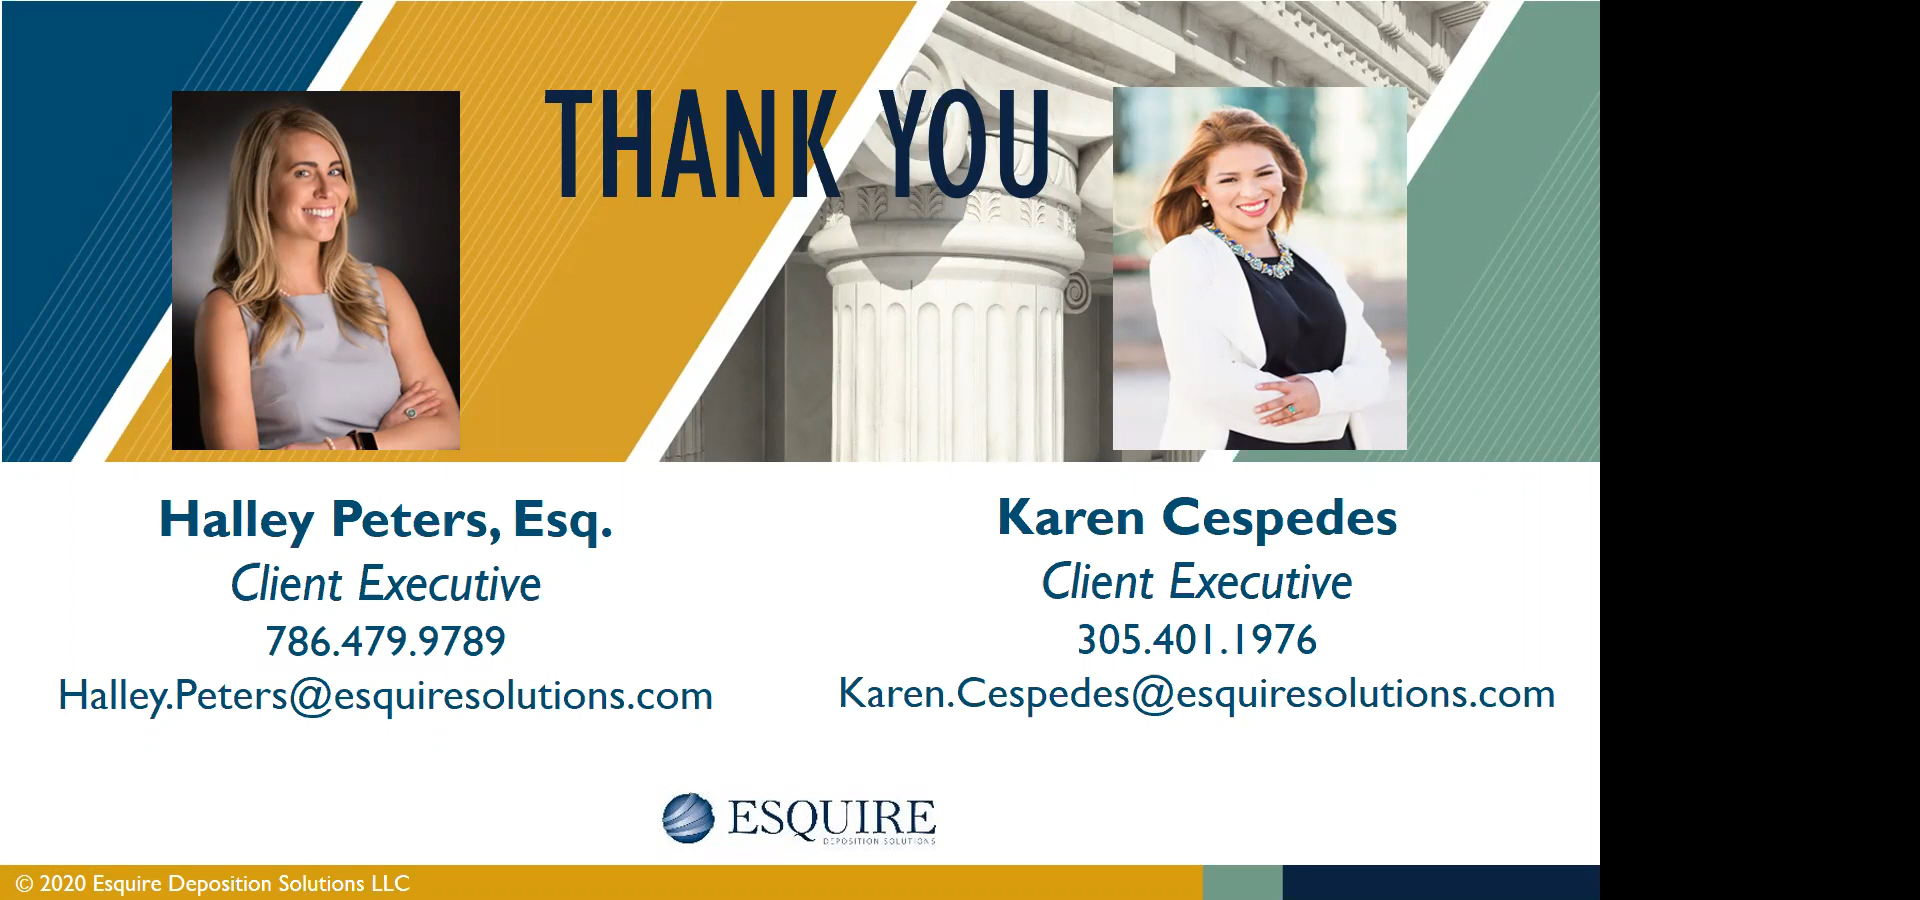 THANK YOU
Halley Peters, Esq.
Client Executive
786.479.9789
Halley.Peters@esquiresolutions.com
Karen Cespedes
Client Executive
305.401.1976
Karen.Cespedes@esquiresolutions.com
ESQUIRE
DEPOSITION SOLUTIONS
© 2020 Esquire Deposition Solutions LLC